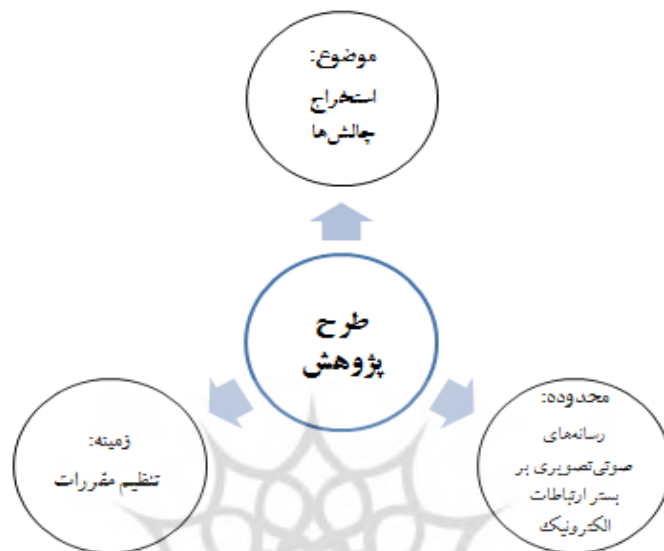 موضوع:
استخراج
چالش‌ها
طرح
پژوهش
محدوده:
رسانه‌های
صوتی‌تصویری بر
بستر ارتباطات
الکترونیک
زمینه:
تنظیم مقررات